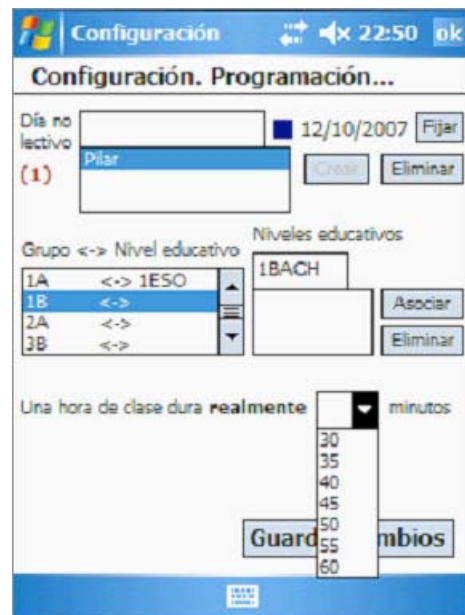 Configuración 22:50 ok
Configuración. Programación...
Día no lectivo
12/10/2007 Fijar
(1)
Pilar
Crear Eliminar
Grupo <-> Nivel educativo
Niveles educativos
1A <-> 1ESO
1B <->
2A <->
3B <->
1BACH
Asociar
Eliminar
Una hora de clase dura realmente minutos
30
35
40
45
50
55
60
Guard mbios